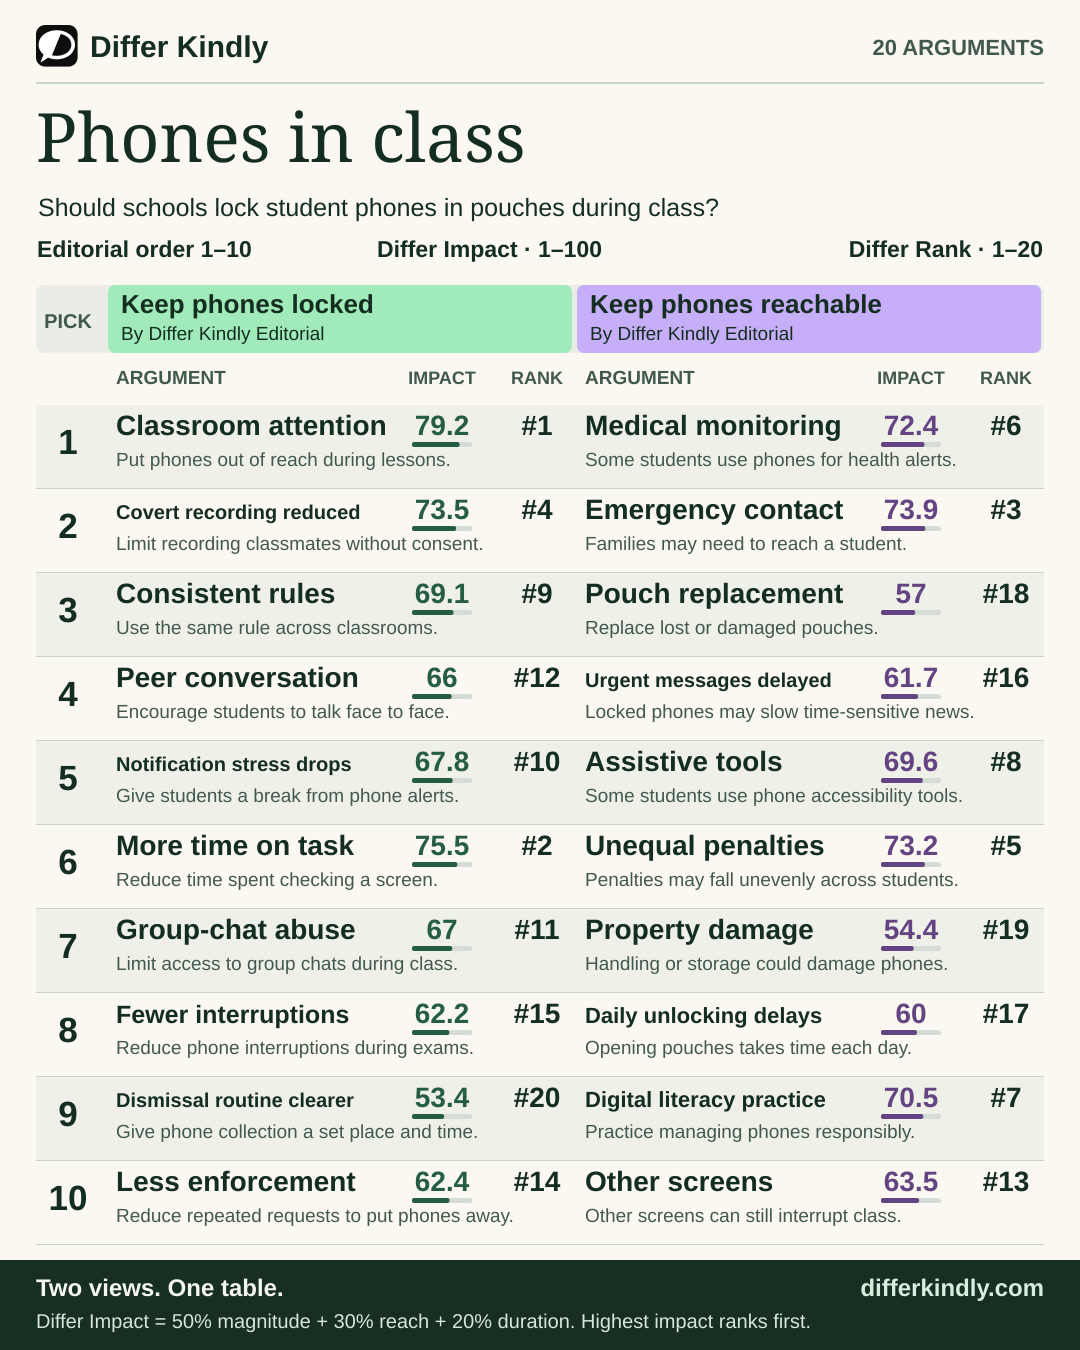 Differ Kindly
20 ARGUMENTS
Phones in class
Should schools lock student phones in pouches during class?
Editorial order 1–10 Differ Impact · 1–100 Differ Rank · 1–20
PICK
Keep phones locked
By Differ Kindly Editorial
Keep phones reachable
By Differ Kindly Editorial
ARGUMENT IMPACT RANK ARGUMENT IMPACT RANK
1
Classroom attention 79.2 #1
Put phones out of reach during lessons.
Medical monitoring 72.4 #6
Some students use phones for health alerts.
2
Covert recording reduced 73.5 #4
Limit recording classmates without consent.
Emergency contact 73.9 #3
Families may need to reach a student.
3
Consistent rules 69.1 #9
Use the same rule across classrooms.
Pouch replacement 57 #18
Replace lost or damaged pouches.
4
Peer conversation 66 #12
Encourage students to talk face to face.
Urgent messages delayed 61.7 #16
Locked phones may slow time-sensitive news.
5
Notification stress drops 67.8 #10
Give students a break from phone alerts.
Assistive tools 69.6 #8
Some students use phone accessibility tools.
6
More time on task 75.5 #2
Reduce time spent checking a screen.
Unequal penalties 73.2 #5
Penalties may fall unevenly across students.
7
Group-chat abuse 67 #11
Limit access to group chats during class.
Property damage 54.4 #19
Handling or storage could damage phones.
8
Fewer interruptions 62.2 #15
Reduce phone interruptions during exams.
Daily unlocking delays 60 #17
Opening pouches takes time each day.
9
Dismissal routine clearer 53.4 #20
Give phone collection a set place and time.
Digital literacy practice 70.5 #7
Practice managing phones responsibly.
10
Less enforcement 62.4 #14
Reduce repeated requests to put phones away.
Other screens 63.5 #13
Other screens can still interrupt class.
Two views. One table.
differkindly.com
Differ Impact = 50% magnitude + 30% reach + 20% duration. Highest impact ranks first.